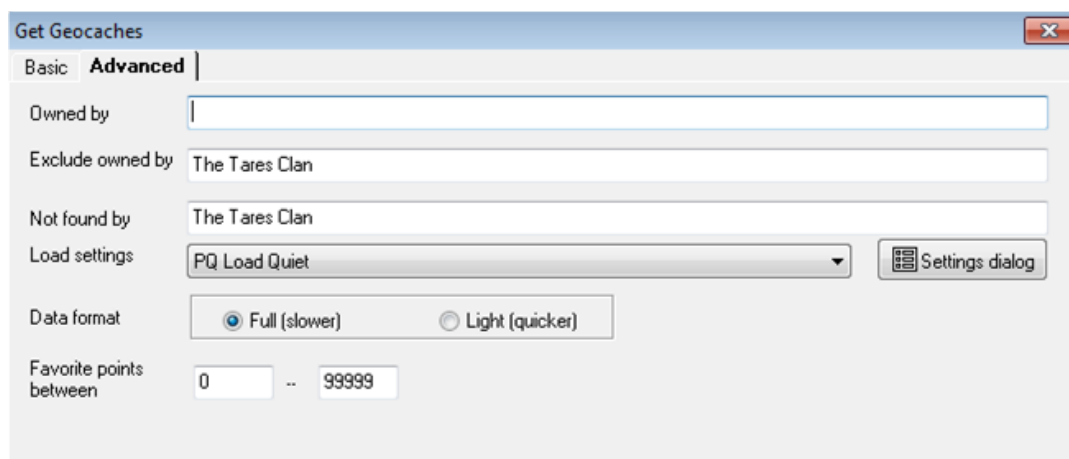 Get Geocaches
Basic Advanced
Owned by
Exclude owned by The Tares Clan
Not found by The Tares Clan
Load settings PQ Load Quiet Settings dialog
Data format Full (slower) Light (quicker)
Favorite points
between 0 -- 99999